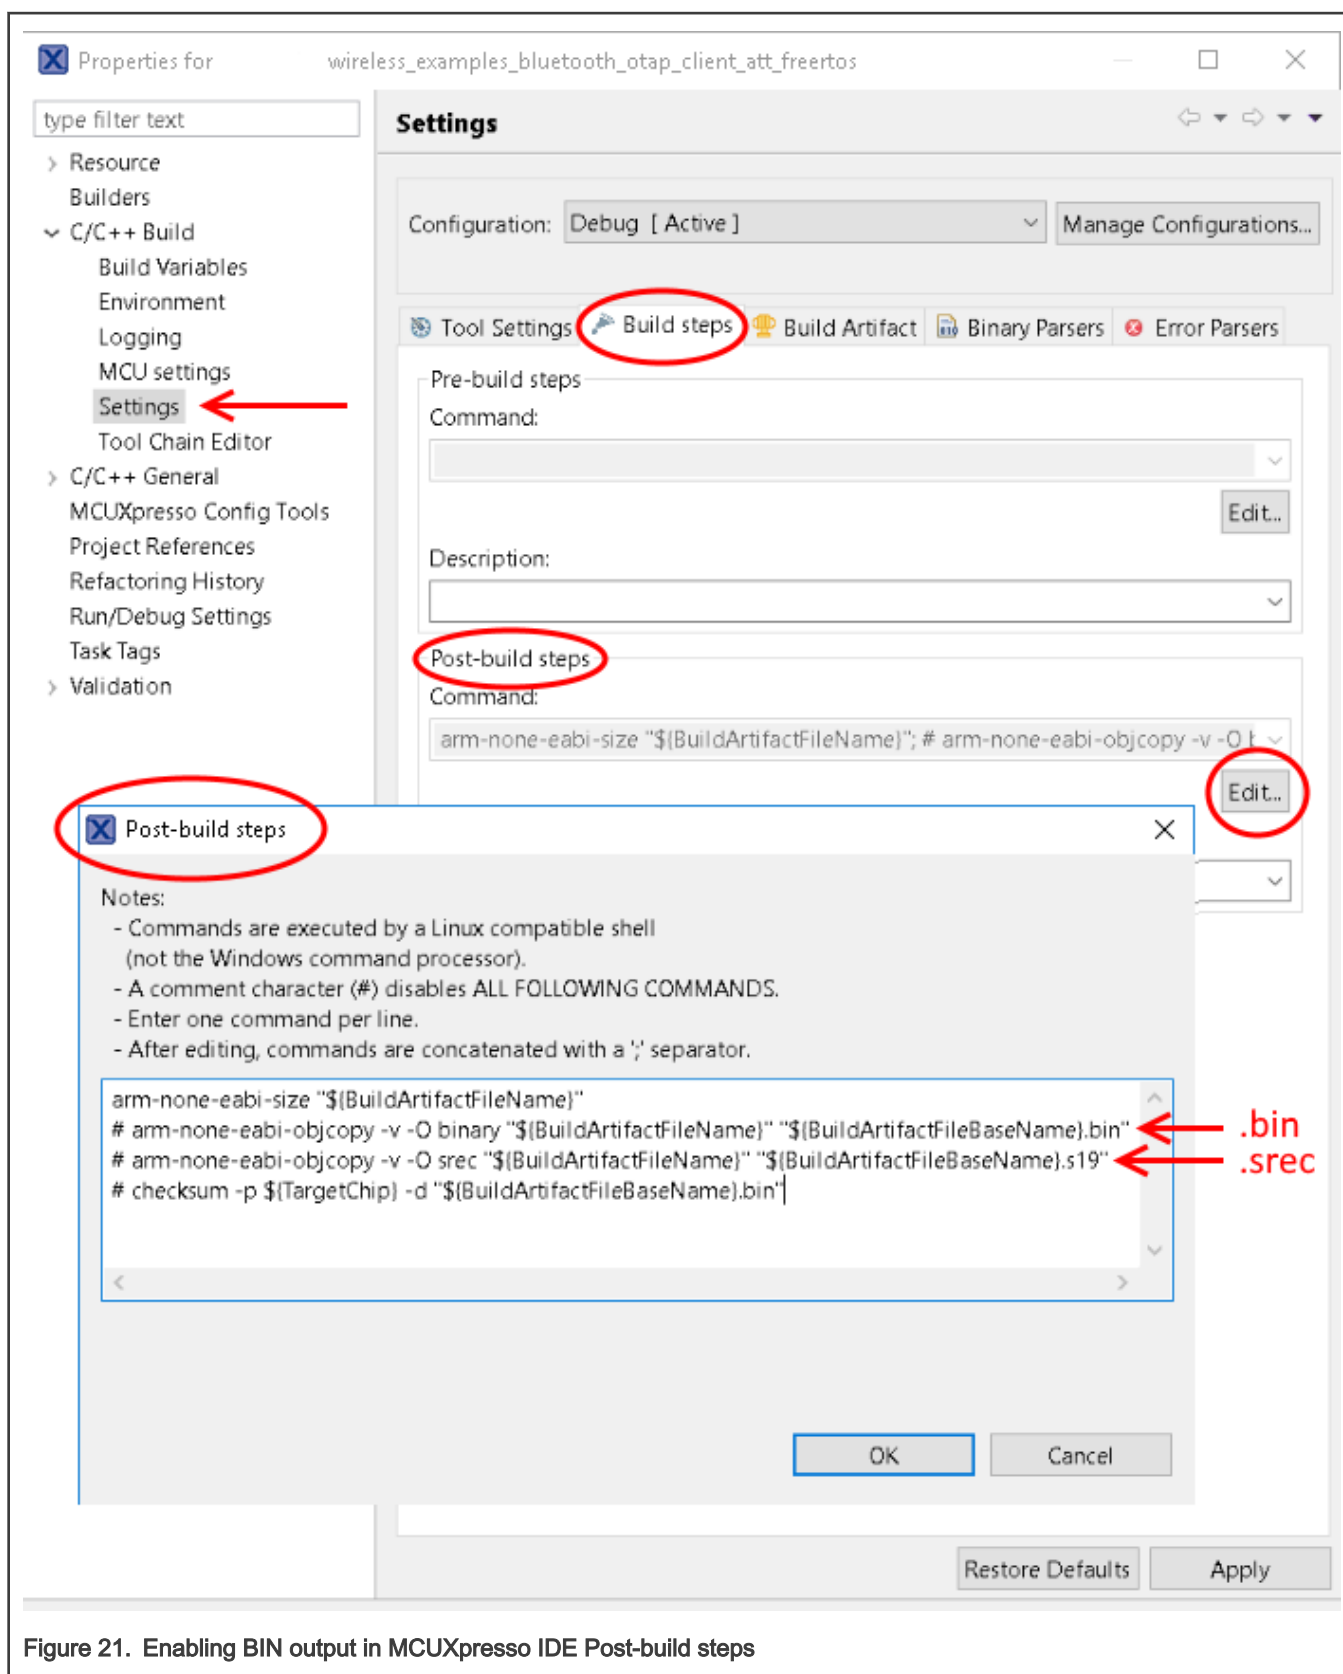 Properties for wireless_examples_bluetooth_otap_client_att_freertos
type filter text
Settings
Resource
Builders
C/C++ Build
Build Variables
Environment
Logging
MCU settings
Settings
Tool Chain Editor
C/C++ General
MCUXpresso Config Tools
Project References
Refactoring History
Run/Debug Settings
Task Tags
Validation
Configuration: Debug [ Active ] Manage Configurations...
Tool Settings Build steps Build Artifact Binary Parsers Error Parsers
Pre-build steps
Command:
Edit...
Description:
Post-build steps
Command:
arm-none-eabi-size "${BuildArtifactFileName}"; # arm-none-eabi-objcopy -v -O b
Edit...
Post-build steps
Notes:
- Commands are executed by a Linux compatible shell
(not the Windows command processor).
- A comment character (#) disables ALL FOLLOWING COMMANDS.
- Enter one command per line.
- After editing, commands are concatenated with a ';' separator.
arm-none-eabi-size "${BuildArtifactFileName}"
# arm-none-eabi-objcopy -v -O binary "${BuildArtifactFileName}" "${BuildArtifactFileBaseName}.bin" .bin
# arm-none-eabi-objcopy -v -O srec "${BuildArtifactFileName}" "${BuildArtifactFileBaseName}.s19" .srec
# checksum -p ${TargetChip} -d "${BuildArtifactFileBaseName}.bin"
OK Cancel
Restore Defaults Apply
Figure 21. Enabling BIN output in MCUXpresso IDE Post-build steps